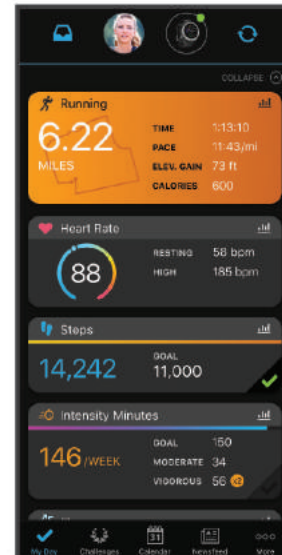 COLLAPSE
Running
6.22
MILES
TIME 1:13:10
PACE 11:43/mi
ELEV. GAIN 73 ft
CALORIES 600
Heart Rate
88
RESTING 58 bpm
HIGH 185 bpm
Steps
14,242
GOAL
11,000
Intensity Minutes
146 /WEEK
GOAL 150
MODERATE 34
VIGOROUS 56 x2
31
My Day Challenges Calendar Newsfeed More